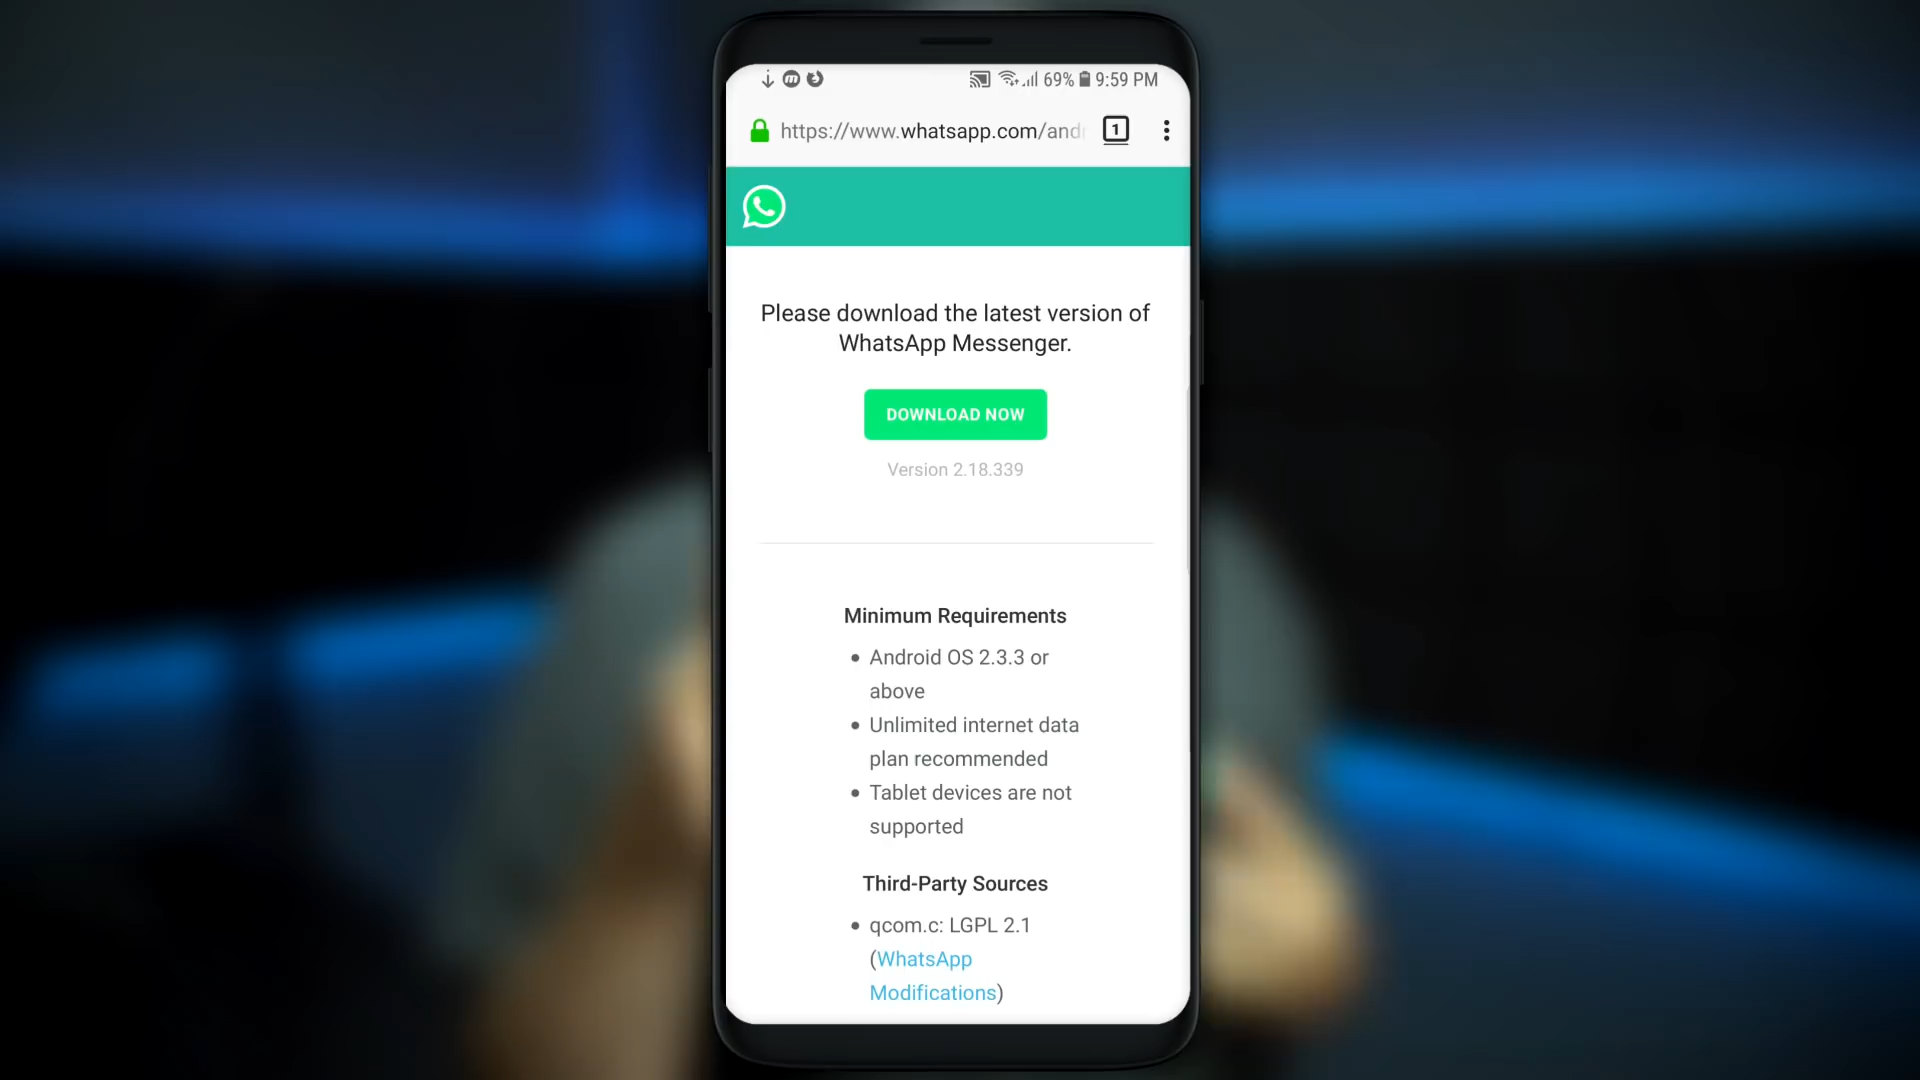 69% 9:59 PM
https://www.whatsapp.com/and
1
Please download the latest version of
WhatsApp Messenger.
DOWNLOAD NOW
Version 2.18.339
Minimum Requirements
• Android OS 2.3.3 or
above
• Unlimited internet data
plan recommended
• Tablet devices are not
supported
Third-Party Sources
• qcom.c: LGPL 2.1
(WhatsApp
Modifications)